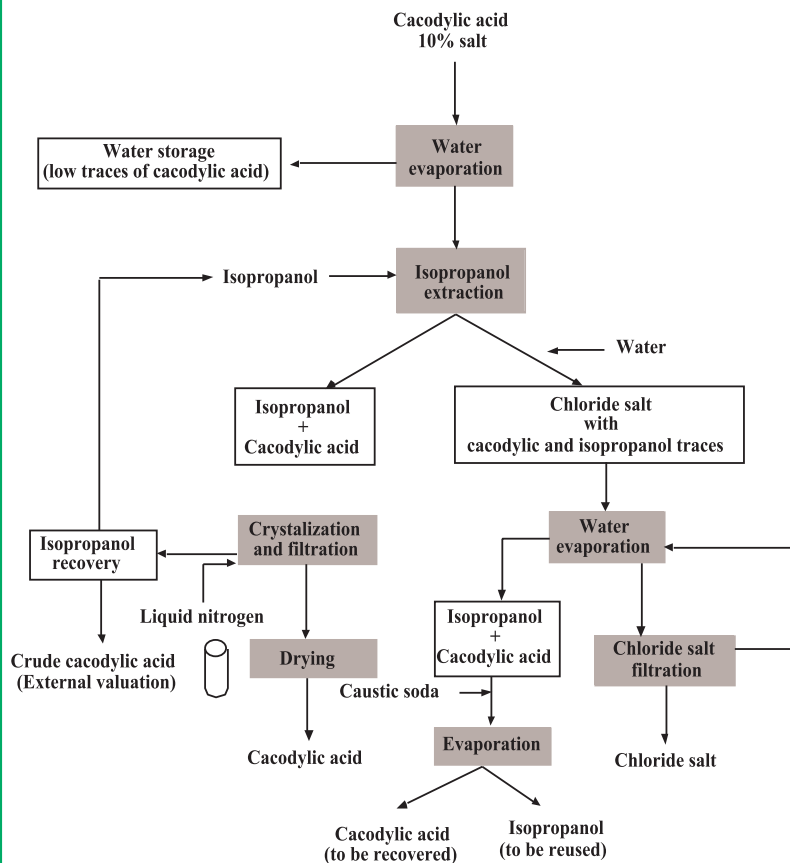 Cacodylic acid
10% salt
Water
evaporation
Water storage
(low traces of cacodylic acid)
Isopropanol
Isopropanol
extraction
Water
Isopropanol
+
Cacodylic acid
Chloride salt
with
cacodylic and isopropanol traces
Crystalization
and filtration
Water
evaporation
Isopropanol
recovery
Liquid nitrogen
Isopropanol
+
Cacodylic acid
Chloride salt
filtration
Crude cacodylic acid
(External valuation)
Drying
Caustic soda
Cacodylic acid
Evaporation
Chloride salt
Cacodylic acid
(to be recovered)
Isopropanol
(to be reused)